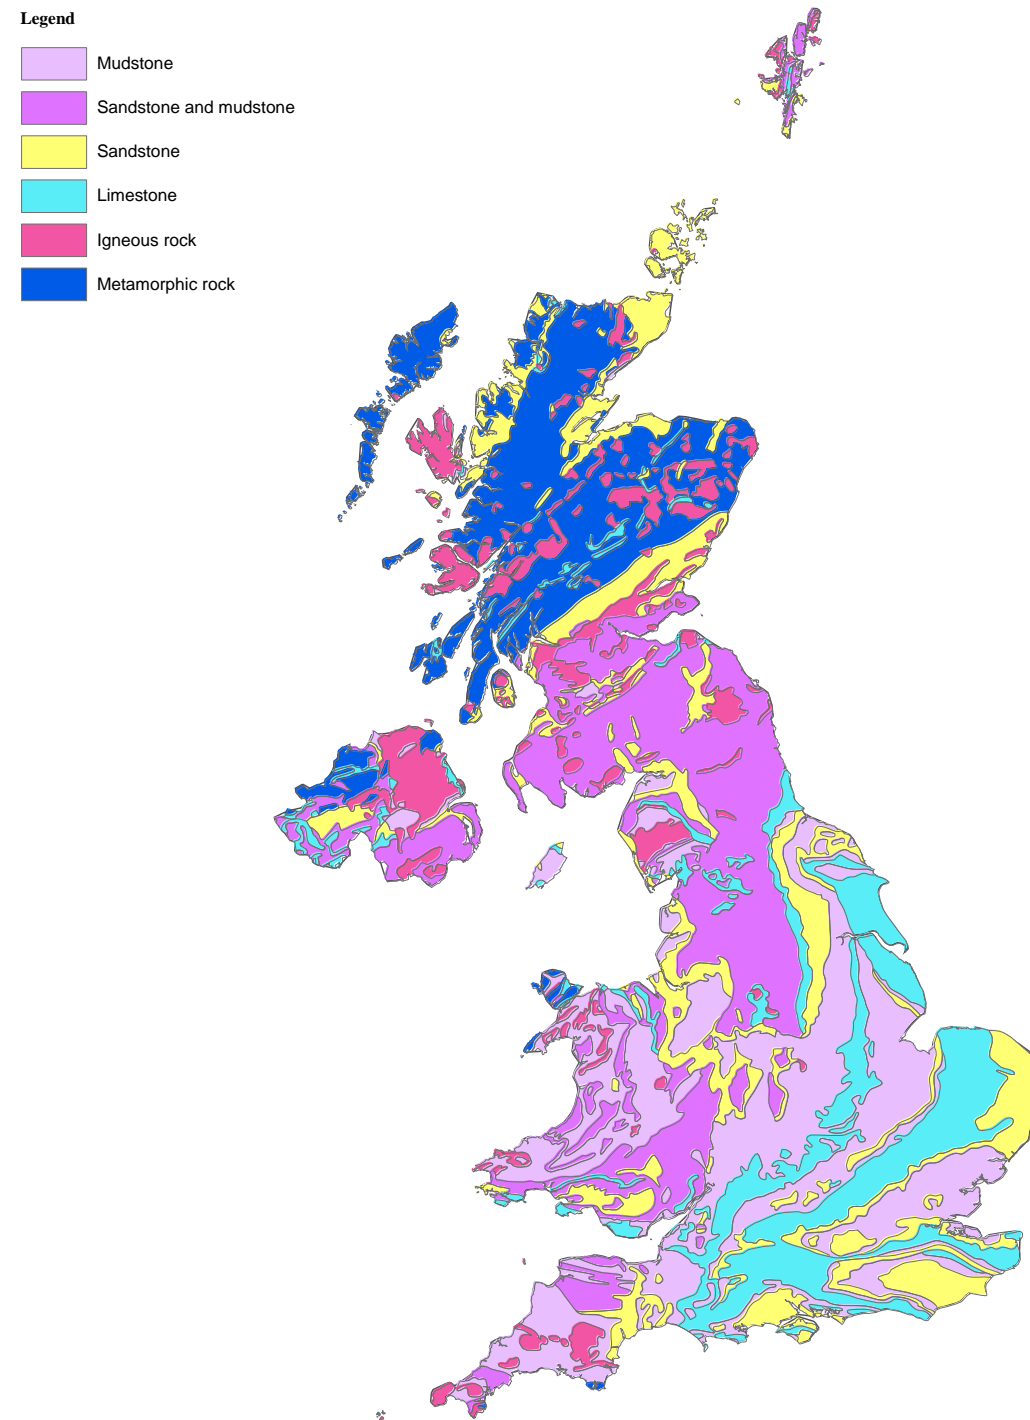 Legend
Mudstone
Sandstone and mudstone
Sandstone
Limestone
Igneous rock
Metamorphic rock